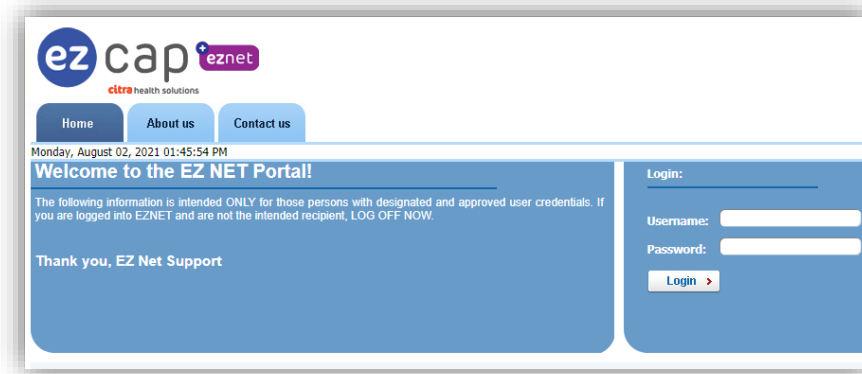 ez cap + eznet
citra health solutions
Home About us Contact us
Monday, August 02, 2021 01:45:54 PM
Welcome to the EZ NET Portal!
The following information is intended ONLY for those persons with designated and approved user credentials. If
you are logged into EZNET and are not the intended recipient, LOG OFF NOW.
Thank you, EZ Net Support
Login:
Username:
Password:
Login >